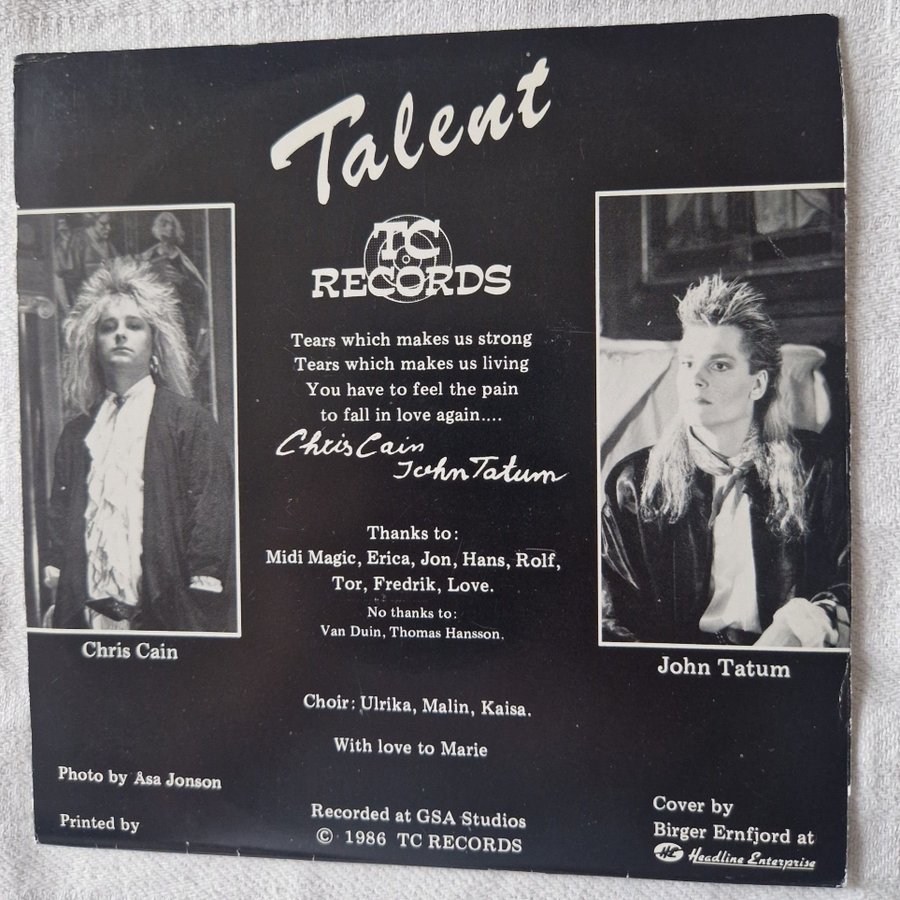 Talent
TC
RECORDS
Tears which makes us strong
Tears which makes us living
You have to feel the pain
to fall in love again....
Chris Cain
John Tatum
Thanks to:
Midi Magic, Erica, Jon, Hans, Rolf,
Tor, Fredrik, Love.
No thanks to:
Van Duin, Thomas Hansson.
Chris Cain
John Tatum
Choir: Ulrika, Malin, Kaisa.
With love to Marie
Photo by Asa Jonson
Printed by
Recorded at GSA Studios
© 1986 TC RECORDS
Cover by
Birger Ernfjord at
HE Headline Enterprise